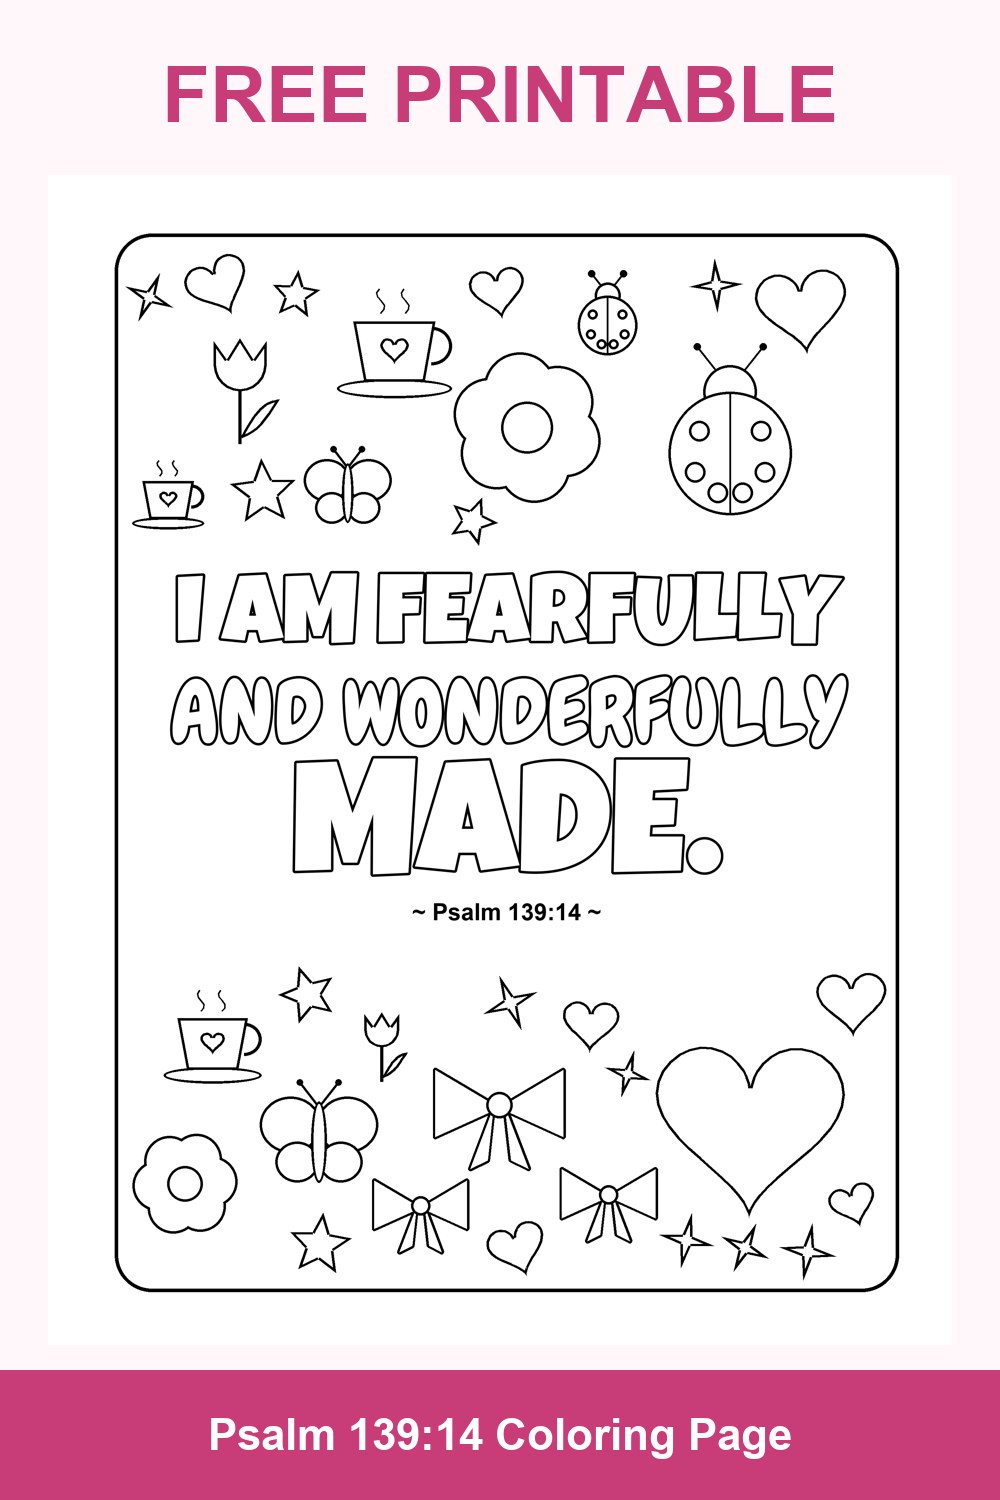 FREE PRINTABLE
I AM FEARFULLY
AND WONDERFULLY
MADE.
~ Psalm 139:14 ~
Psalm 139:14 Coloring Page